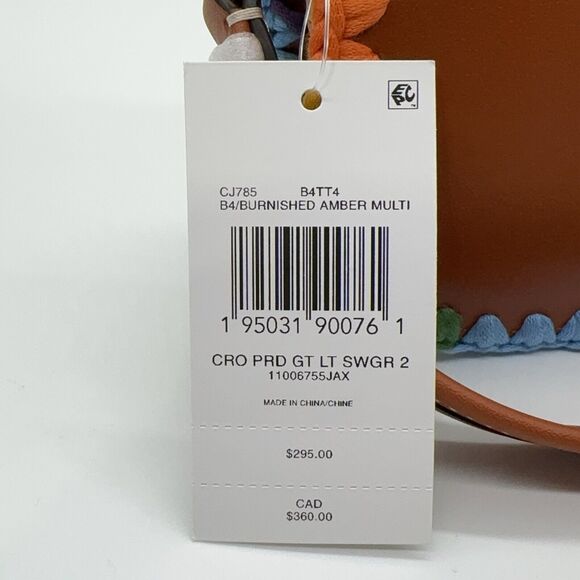 EPC
CJ785 B4TT4
B4/BURNISHED AMBER MULTI
1 95031 90076 1
CRO PRD GT LT SWGR 2
11006755JAX
MADE IN CHINA/CHINE
$295.00
CAD
$360.00